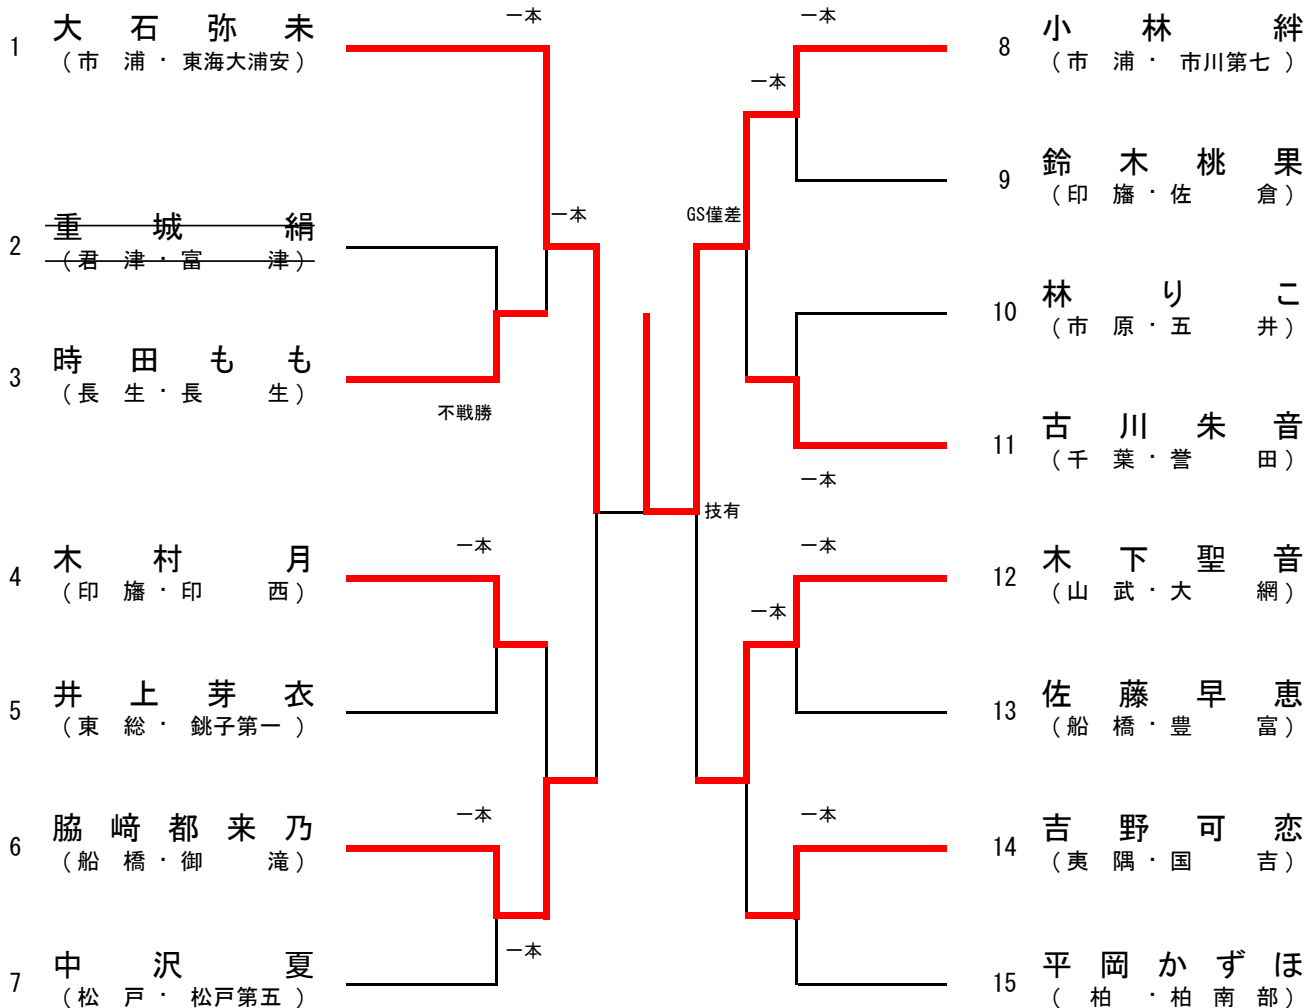 1 大石弥未
(市浦・東海大浦安)
2 重城絹
(君津・富津)
3 時田もも
(長生・長生)
不戦勝
4 木村月
(印旛・印西)
5 井上芽衣
(東総・銚子第一)
6 脇﨑都来乃
(船橋・御滝)
7 中沢夏
(松戸・松戸第五)
一本
一本
一本
一本
一本
一本
一本
GS僅差
技有
一本
一本
一本
一本
8 小林絆
(市浦・市川第七)
9 鈴木桃果
(印旛・佐倉)
10 林りこ
(市原・五井)
11 古川朱音
(千葉・誉田)
12 木下聖音
(山武・大網)
13 佐藤早恵
(船橋・豊富)
14 吉野可恋
(夷隅・国吉)
15 平岡かずほ
(柏・柏南部)